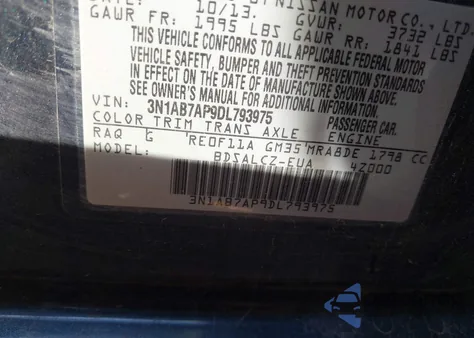 10/13. GVWR: 3732 LBS
GAWR FR: 1995 LBS GAWR RR: 1841 LBS
THIS VEHICLE CONFORMS TO ALL APPLICABLE FEDERAL MOTOR
VEHICLE SAFETY, BUMPER, AND THEFT PREVENTION STANDARDS
IN EFFECT ON THE DATE OF MANUFACTURE SHOWN ABOVE.
SEE OWNER'S MANUAL FOR ADDITIONAL INFORMATION
VIN: 3N1AB7AP9DL793975 PASSENGER CAR.
COLOR TRIM TRANS AXLE ENGINE
RAQ G RE0F11A GM35 MRA8DE 1798 CC
MODEL: BDSALCZ-EUA 4Z000
3N1AB7AP9DL793975